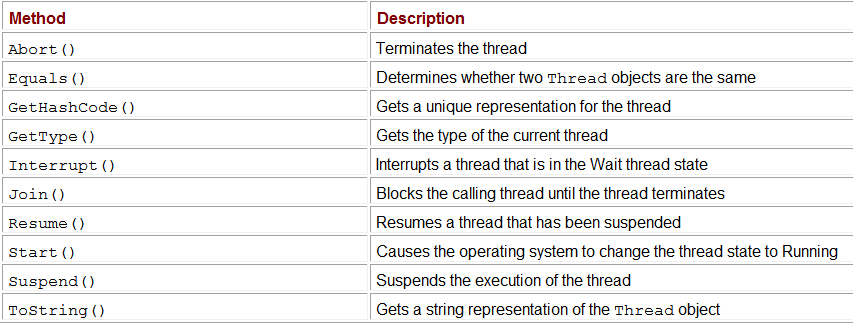 Method Description
Abort() Terminates the thread
Equals() Determines whether two Thread objects are the same
GetHashCode() Gets a unique representation for the thread
GetType() Gets the type of the current thread
Interrupt() Interrupts a thread that is in the Wait thread state
Join() Blocks the calling thread until the thread terminates
Resume() Resumes a thread that has been suspended
Start() Causes the operating system to change the thread state to Running
Suspend() Suspends the execution of the thread
ToString() Gets a string representation of the Thread object